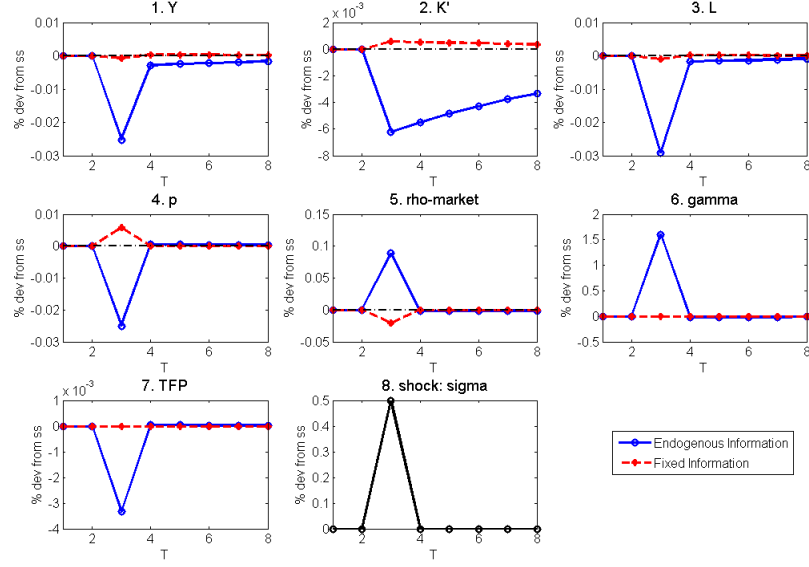 1. Y
0.01
0
-0.01
-0.02
-0.03
% dev from ss
2 4 6 8
T
2. K'
x 10^-3
2
0
-2
-4
-6
-8
% dev from ss
2 4 6 8
T
3. L
0.01
0
-0.01
-0.02
-0.03
% dev from ss
2 4 6 8
T
4. p
0.01
0
-0.01
-0.02
-0.03
% dev from ss
2 4 6 8
T
5. rho-market
0.15
0.1
0.05
0
-0.05
% dev from ss
2 4 6 8
T
6. gamma
2
1.5
1
0.5
0
-0.5
% dev from ss
2 4 6 8
T
7. TFP
x 10^-3
1
0
-1
-2
-3
-4
% dev from ss
2 4 6 8
T
8. shock: sigma
0.5
0.4
0.3
0.2
0.1
0
% dev from ss
2 4 6 8
T
Endogenous Information
Fixed Information